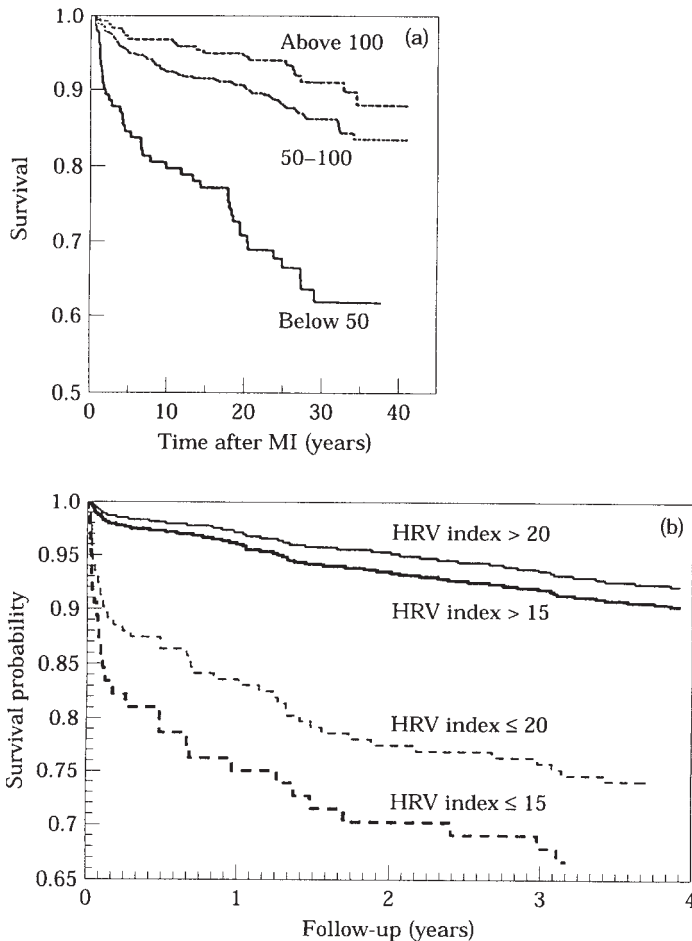 (a)
Survival
1.0
0.9
0.8
0.7
0.6
0.5
Above 100
50–100
Below 50
0 10 20 30 40
Time after MI (years)
(b)
Survival probability
1.0
0.95
0.9
0.85
0.8
0.75
0.7
0.65
HRV index > 20
HRV index > 15
HRV index ≤ 20
HRV index ≤ 15
0 1 2 3 4
Follow-up (years)